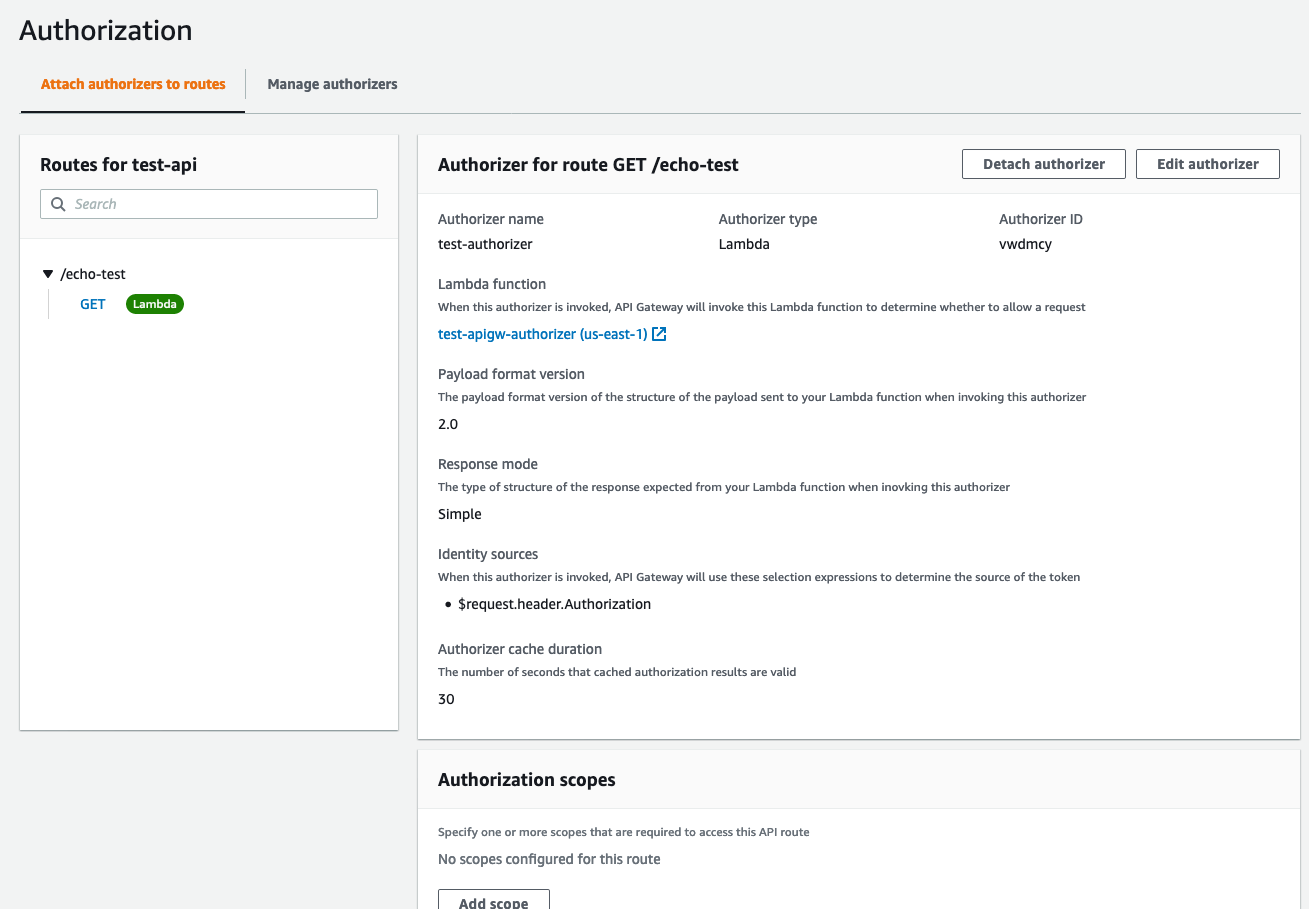 Authorization
Attach authorizers to routes
Manage authorizers
Routes for test-api
Search
/echo-test
GET Lambda
Authorizer for route GET /echo-test
Detach authorizer
Edit authorizer
Authorizer name
Authorizer type
Authorizer ID
test-authorizer
Lambda
vwdmcy
Lambda function
When this authorizer is invoked, API Gateway will invoke this Lambda function to determine whether to allow a request
test-apigw-authorizer (us-east-1)
Payload format version
The payload format version of the structure of the payload sent to your Lambda function when invoking this authorizer
2.0
Response mode
The type of structure of the response expected from your Lambda function when inovking this authorizer
Simple
Identity sources
When this authorizer is invoked, API Gateway will use these selection expressions to determine the source of the token
• $request.header.Authorization
Authorizer cache duration
The number of seconds that cached authorization results are valid
30
Authorization scopes
Specify one or more scopes that are required to access this API route
No scopes configured for this route
Add scope